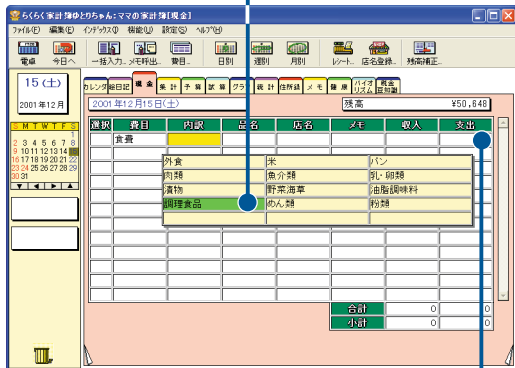 らくらく家計簿ゆとりちゃん:ママの家計簿[現金]
ファイル(F) 編集(E) インデックス(I) 機能(U) 設定(S) ヘルプ(H)
電卓 今日へ 一括入力.. メモ呼出.. 費目.. 日別 週別 月別 レシート.. 店名登録.. 残高補正..
15(土)
2001年12月
カレンダ 絵日記 現金 集計 予算 試算 グラフ 統計 住所録 メモ 健康 バイオリズム 税金豆知識
2001年12月15日(土) 残高 ¥50,648
S M T W T F S
1
2 3 4 5 6 7 8
9 10 11 12 13 14 15
16 17 18 19 20 21 22
23 24 25 26 27 28 29
30 31
選択 費目 内訳 品名 店名 メモ 収入 支出
食費
外食 米 パン
肉類 魚介類 乳・卵類
漬物 野菜海草 油脂調味料
調理食品 めん類 粉類
合計 0 0
小計 0 0